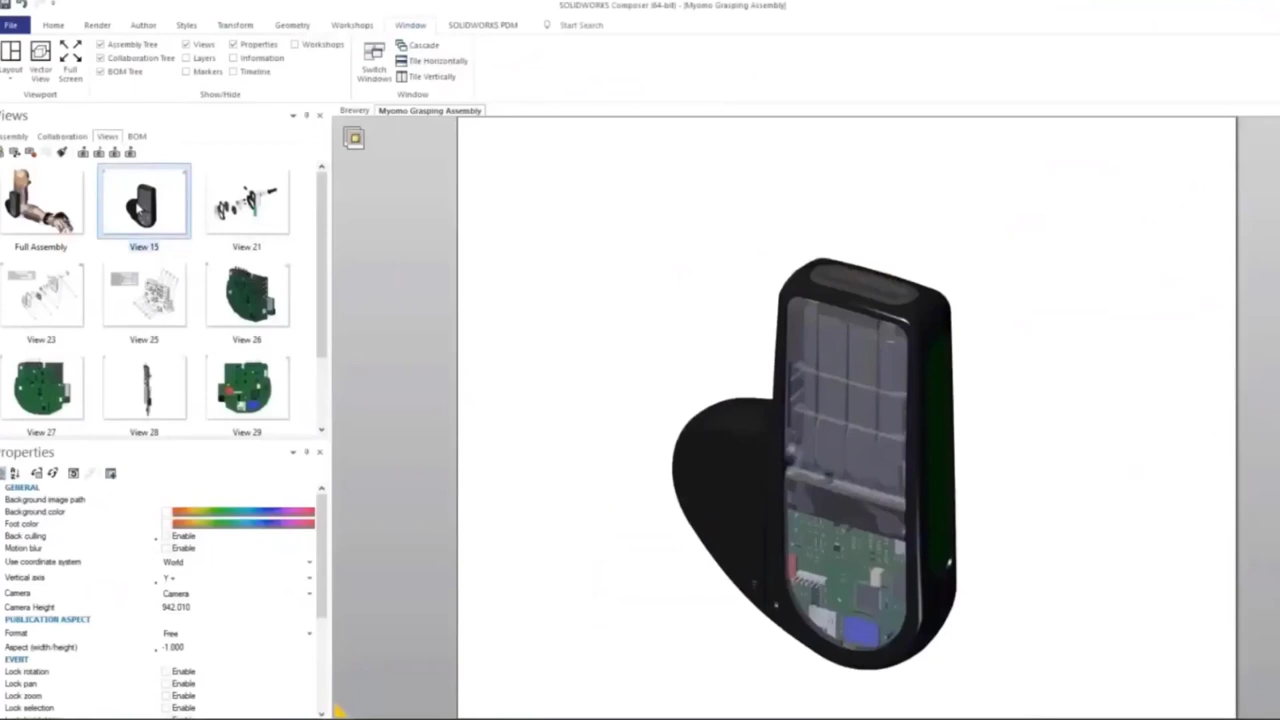 SOLIDWORKS Composer (64-bit) - [Myomo Grasping Assembly]
File Home Render Author Styles Transform Geometry Workshops Window SOLIDWORKS PDM Start Search
Layout Vector View Full Screen
Assembly Tree Views Properties Workshops
Collaboration Tree Layers Information
BOM Tree Markers Timeline
Switch Windows
Cascade
Tile Horizontally
Tile Vertically
Viewport Show/Hide Window
Views
Brewery Myomo Grasping Assembly
ssembly Collaboration Views BOM
Full Assembly View 15 View 21
View 23 View 25 View 26
View 27 View 28 View 29
Properties
GENERAL
Background image path
Background color
Foot color
Back culling Enable
Motion blur Enable
Use coordinate system World
Vertical axis Y +
Camera Camera
Camera Height 942.010
PUBLICATION ASPECT
Format Free
Aspect (width/height) -1.000
EVENT
Lock rotation Enable
Lock pan Enable
Lock zoom Enable
Lock selection Enable